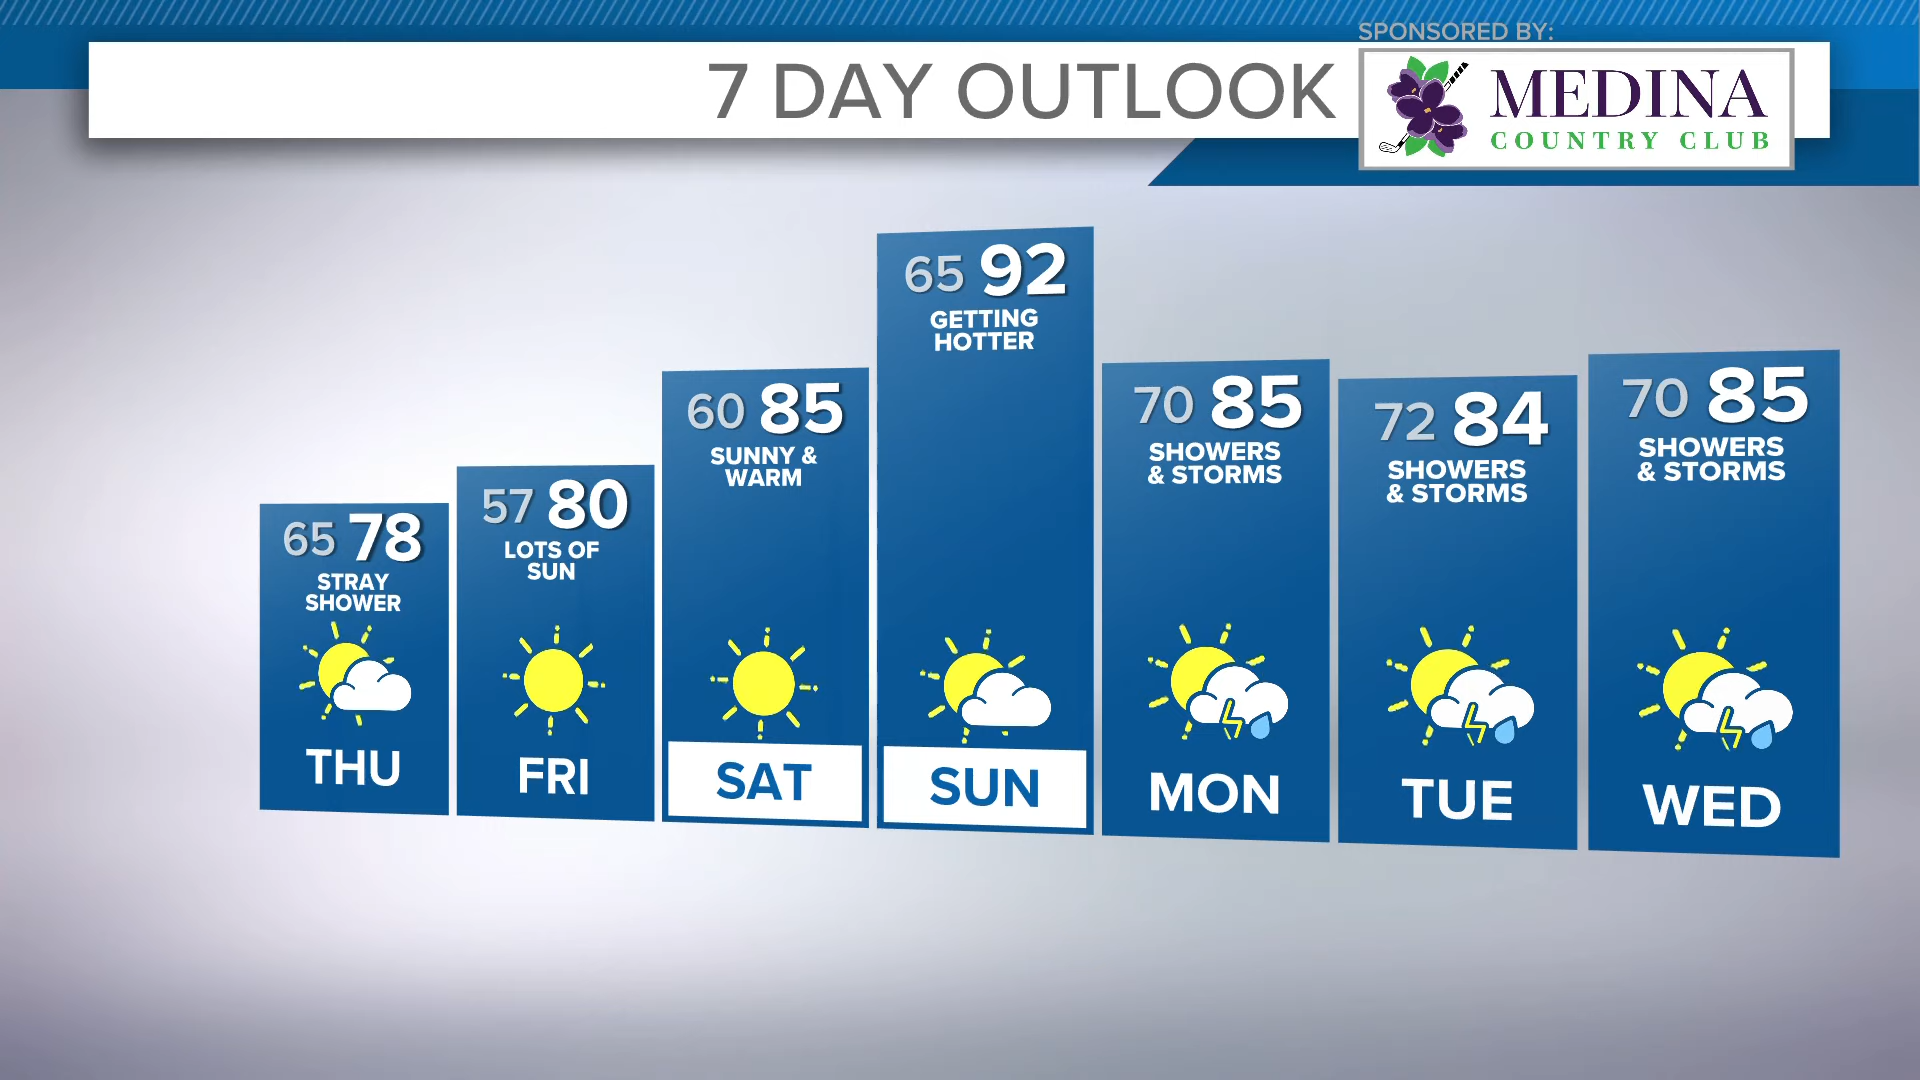 SPONSORED BY:
7 DAY OUTLOOK
MEDINA
COUNTRY CLUB
65 78
STRAY
SHOWER
THU
57 80
LOTS OF
SUN
FRI
60 85
SUNNY &
WARM
SAT
65 92
GETTING
HOTTER
SUN
70 85
SHOWERS
& STORMS
MON
72 84
SHOWERS
& STORMS
TUE
70 85
SHOWERS
& STORMS
WED